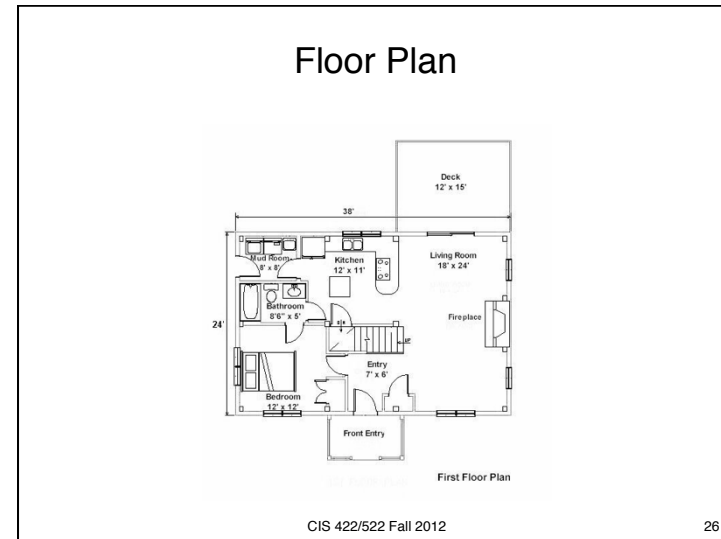 Floor Plan
Deck
12' x 15'
38'
Mud Room
8' x 8'
Kitchen
12' x 11'
Living Room
18' x 24'
Bathroom
8'6" x 5'
Fireplace
24'
UP
Entry
7' x 6'
Bedroom
12' x 12'
Front Entry
First Floor Plan
CIS 422/522 Fall 2012
26